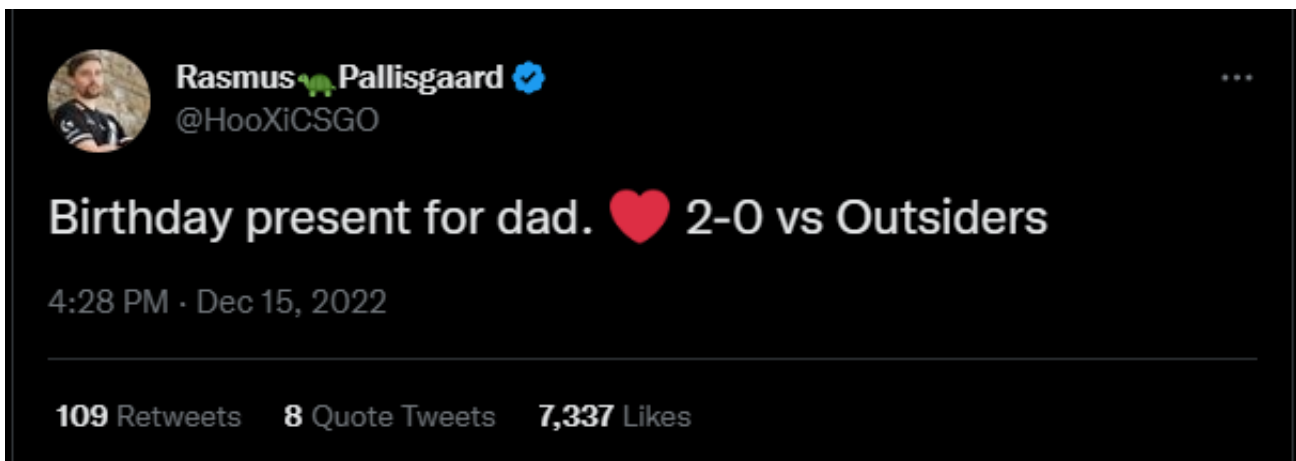 Rasmus🐢Pallisgaard
@HooXiCSGO
Birthday present for dad. ❤️ 2-0 vs Outsiders
4:28 PM · Dec 15, 2022
109 Retweets 8 Quote Tweets 7,337 Likes